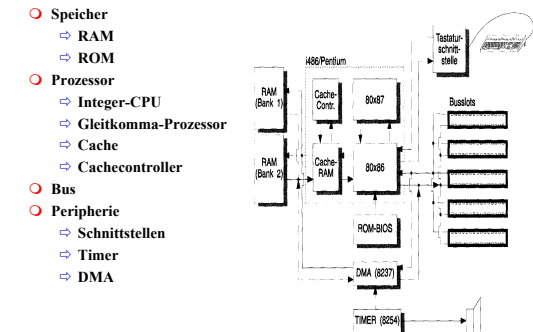 Speicher
RAM
ROM
Prozessor
Integer-CPU
Gleitkomma-Prozessor
Cache
Cachecontroller
Bus
Peripherie
Schnittstellen
Timer
DMA
Tastatur-
schnitt-
stelle
i486/Pentium
RAM
(Bank 1)
Cache-
Contr.
80x87
Busslots
RAM
(Bank 2)
Cache-
RAM
80x86
ROM-BIOS
DMA (8237)
TIMER (8254)